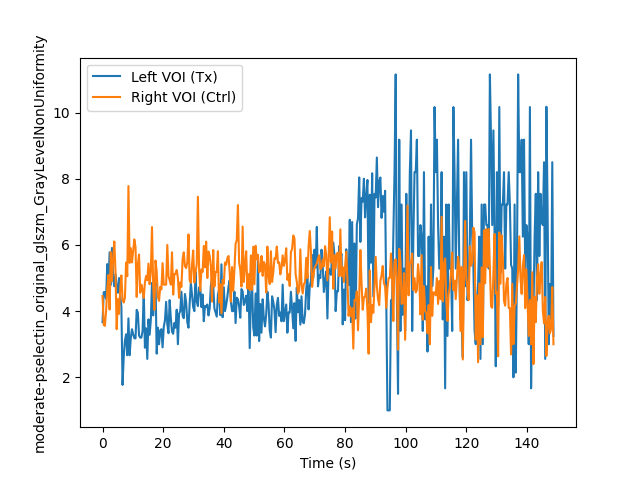 moderate-pselectin_original_glszm_GrayLevelNonUniformity
Left VOI (Tx)
Right VOI (Ctrl)
10
8
6
4
2
0 20 40 60 80 100 120 140
Time (s)